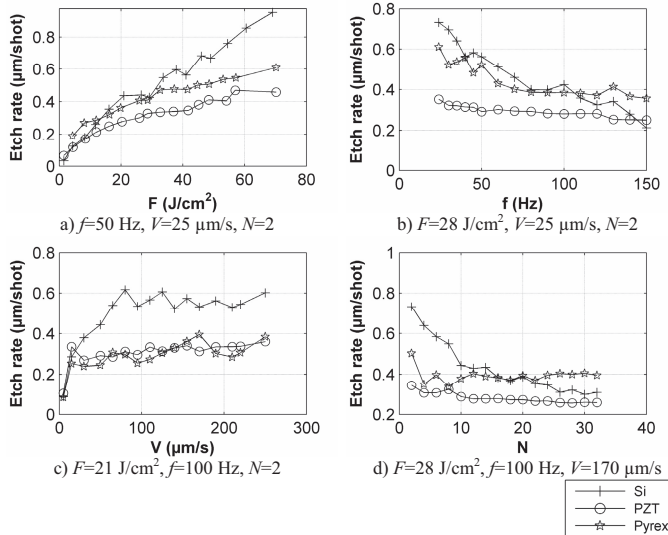 Etch rate (µm/shot)
1
0.8
0.6
0.4
0.2
0
0 20 40 60 80
F (J/cm²)
a) f=50 Hz, V=25 µm/s, N=2
Etch rate (µm/shot)
0.8
0.6
0.4
0.2
0
0 50 100 150
f (Hz)
b) F=28 J/cm², V=25 µm/s, N=2
Etch rate (µm/shot)
0.8
0.6
0.4
0.2
0
0 100 200 300
V (µm/s)
c) F=21 J/cm², f=100 Hz, N=2
Etch rate (µm/shot)
1
0.8
0.6
0.4
0.2
0 10 20 30 40
N
d) F=28 J/cm², f=100 Hz, V=170 µm/s
Si
PZT
Pyrex